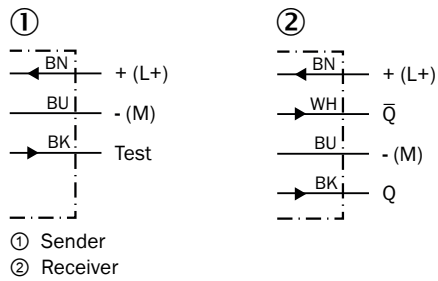 ① ②
BN + (L+)
BU - (M)
BK Test
BN + (L+)
WH Q̅
BU - (M)
BK Q
① Sender
② Receiver